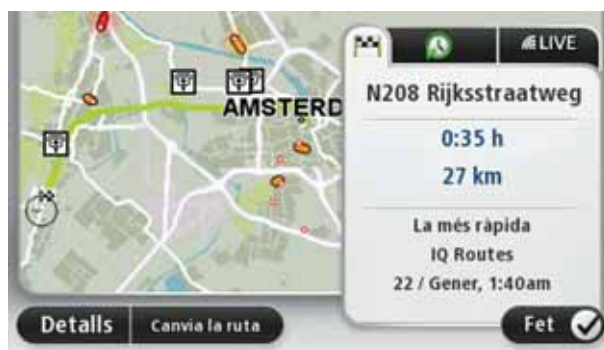 AMSTERD
LIVE
N208 Rijksstraatweg
0:35 h
27 km
La més ràpida
IQ Routes
22 / Gener, 1:40am
Detalls
Canvia la ruta
Fet